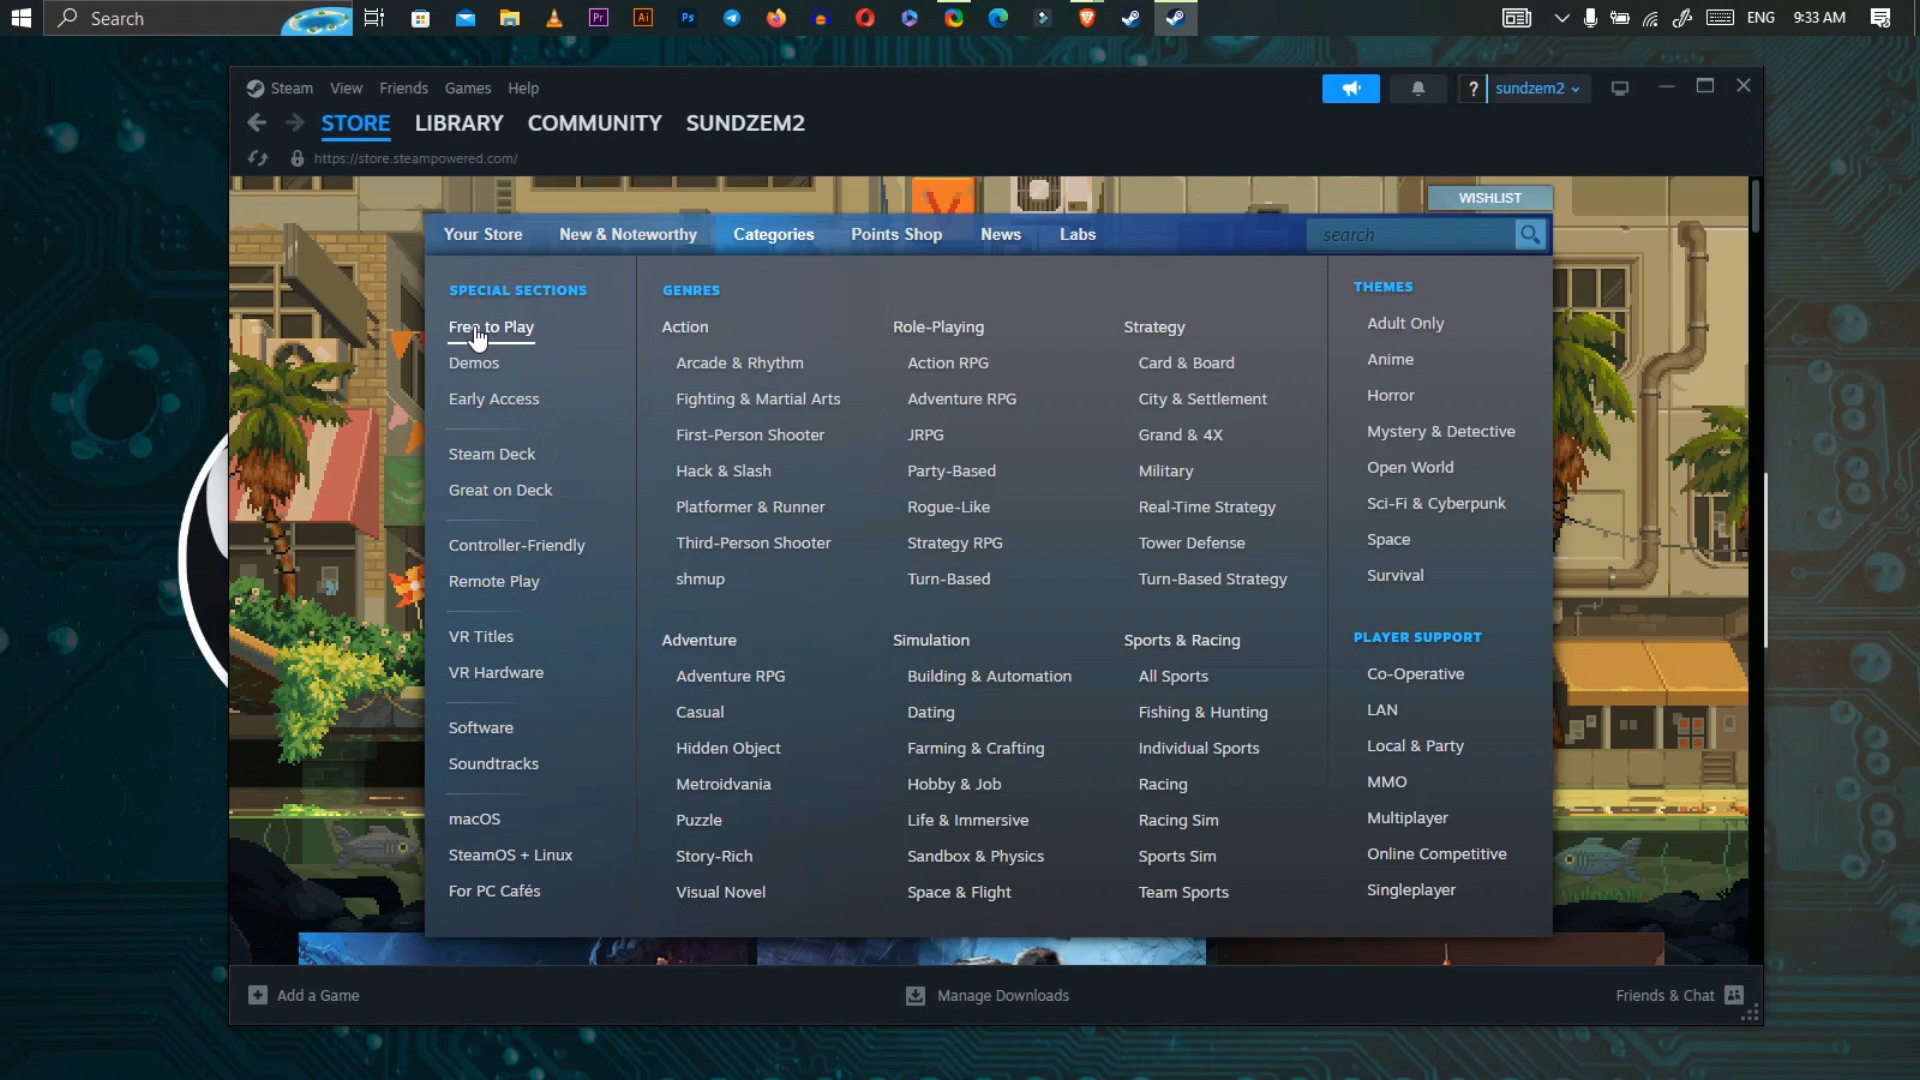 Search
Pr
Ai
Ps
ENG
9:33 AM
Steam View Friends Games Help
? sundzem2
STORE LIBRARY COMMUNITY SUNDZEM2
https://store.steampowered.com/
WISHLIST
Your Store New & Noteworthy Categories Points Shop News Labs
search
SPECIAL SECTIONS
Free to Play
Demos
Early Access
Steam Deck
Great on Deck
Controller-Friendly
Remote Play
VR Titles
VR Hardware
Software
Soundtracks
macOS
SteamOS + Linux
For PC Cafés
GENRES
Action
Arcade & Rhythm
Fighting & Martial Arts
First-Person Shooter
Hack & Slash
Platformer & Runner
Third-Person Shooter
shmup
Role-Playing
Action RPG
Adventure RPG
JRPG
Party-Based
Rogue-Like
Strategy RPG
Turn-Based
Strategy
Card & Board
City & Settlement
Grand & 4X
Military
Real-Time Strategy
Tower Defense
Turn-Based Strategy
Adventure
Adventure RPG
Casual
Hidden Object
Metroidvania
Puzzle
Story-Rich
Visual Novel
Simulation
Building & Automation
Dating
Farming & Crafting
Hobby & Job
Life & Immersive
Sandbox & Physics
Space & Flight
Sports & Racing
All Sports
Fishing & Hunting
Individual Sports
Racing
Racing Sim
Sports Sim
Team Sports
THEMES
Adult Only
Anime
Horror
Mystery & Detective
Open World
Sci-Fi & Cyberpunk
Space
Survival
PLAYER SUPPORT
Co-Operative
LAN
Local & Party
MMO
Multiplayer
Online Competitive
Singleplayer
Add a Game
Manage Downloads
Friends & Chat